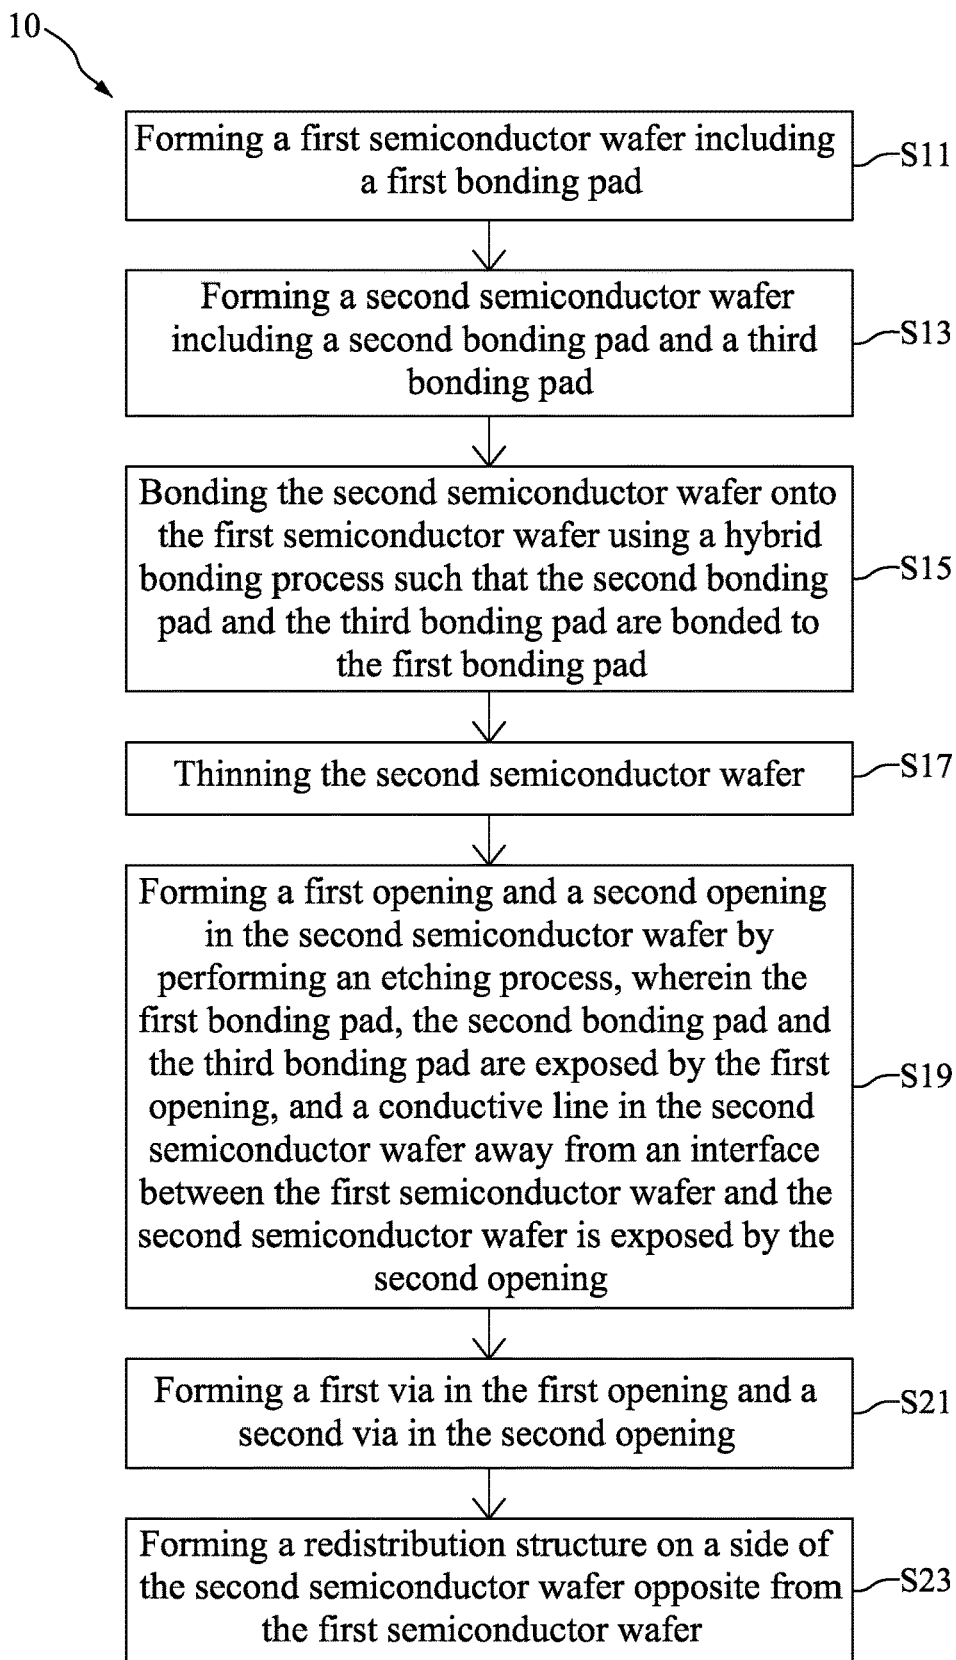 10
Forming a first semiconductor wafer including
a first bonding pad
S11
Forming a second semiconductor wafer
including a second bonding pad and a third
bonding pad
S13
Bonding the second semiconductor wafer onto
the first semiconductor wafer using a hybrid
bonding process such that the second bonding
pad and the third bonding pad are bonded to
the first bonding pad
S15
Thinning the second semiconductor wafer
S17
Forming a first opening and a second opening
in the second semiconductor wafer by
performing an etching process, wherein the
first bonding pad, the second bonding pad and
the third bonding pad are exposed by the first
opening, and a conductive line in the second
semiconductor wafer away from an interface
between the first semiconductor wafer and the
second semiconductor wafer is exposed by the
second opening
S19
Forming a first via in the first opening and a
second via in the second opening
S21
Forming a redistribution structure on a side of
the second semiconductor wafer opposite from
the first semiconductor wafer
S23